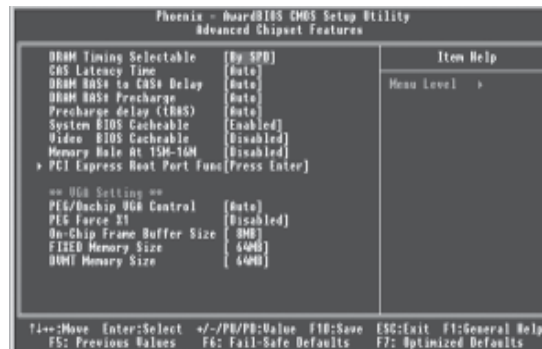 Phoenix - AwardBIOS CMOS Setup Utility
Advanced Chipset Features
DRAM Timing Selectable [By SPD]
CAS Latency Time [Auto]
DRAM RAS# to CAS# Delay [Auto]
DRAM RAS# Precharge [Auto]
Precharge delay (tRAS) [Auto]
System BIOS Cacheable [Enabled]
Video BIOS Cacheable [Disabled]
Memory Hole At 15M-16M [Disabled]
▸ PCI Express Root Port Func[Press Enter]
** VGA Setting **
PEG/Onchip VGA Control [Auto]
PEG Force X1 [Disabled]
On-Chip Frame Buffer Size [ 8MB]
FIXED Memory Size [ 64MB]
DVMT Memory Size [ 64MB]
Item Help
Menu Level ▸
↑↓←→:Move Enter:Select +/-/PU/PD:Value F10:Save ESC:Exit F1:General Help
F5: Previous Values F6: Fail-Safe Defaults F7: Optimized Defaults